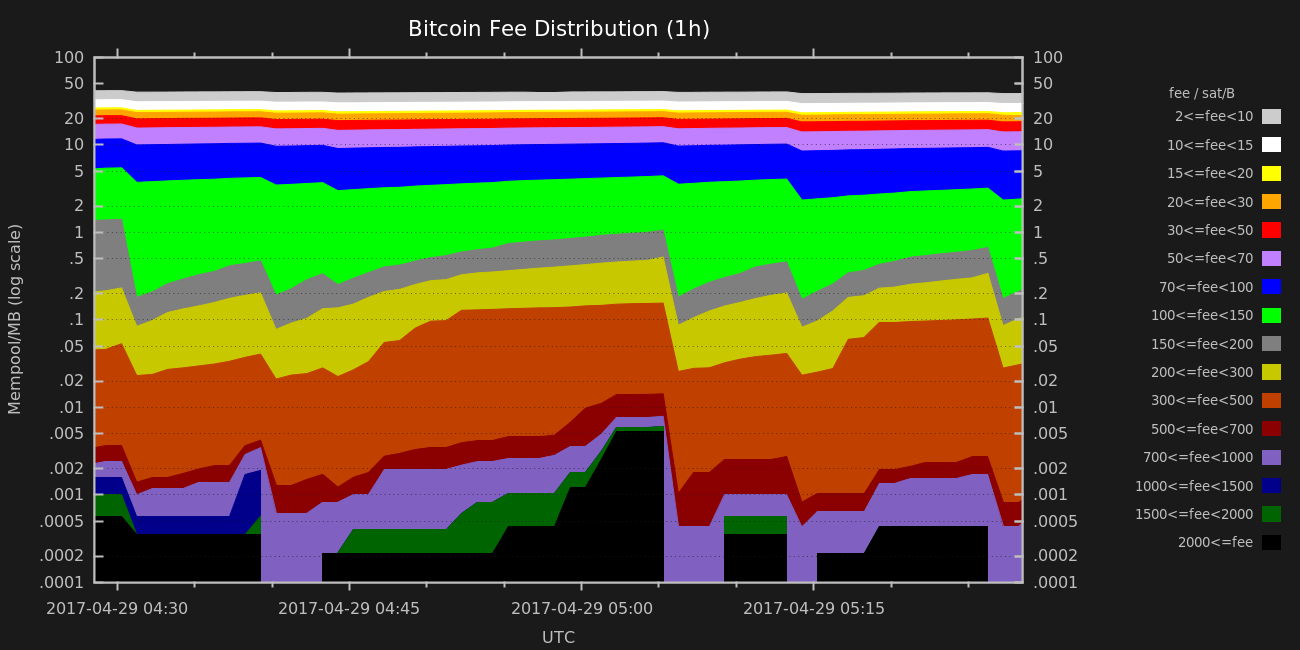 Bitcoin Fee Distribution (1h)
Mempool/MB (log scale)
100
50
20
10
5
2
1
.5
.2
.1
.05
.02
.01
.005
.002
.001
.0005
.0002
.0001
100
50
20
10
5
2
1
.5
.2
.1
.05
.02
.01
.005
.002
.001
.0005
.0002
.0001
2017-04-29 04:30
2017-04-29 04:45
2017-04-29 05:00
2017-04-29 05:15
UTC
fee / sat/B
2<=fee<10
10<=fee<15
15<=fee<20
20<=fee<30
30<=fee<50
50<=fee<70
70<=fee<100
100<=fee<150
150<=fee<200
200<=fee<300
300<=fee<500
500<=fee<700
700<=fee<1000
1000<=fee<1500
1500<=fee<2000
2000<=fee